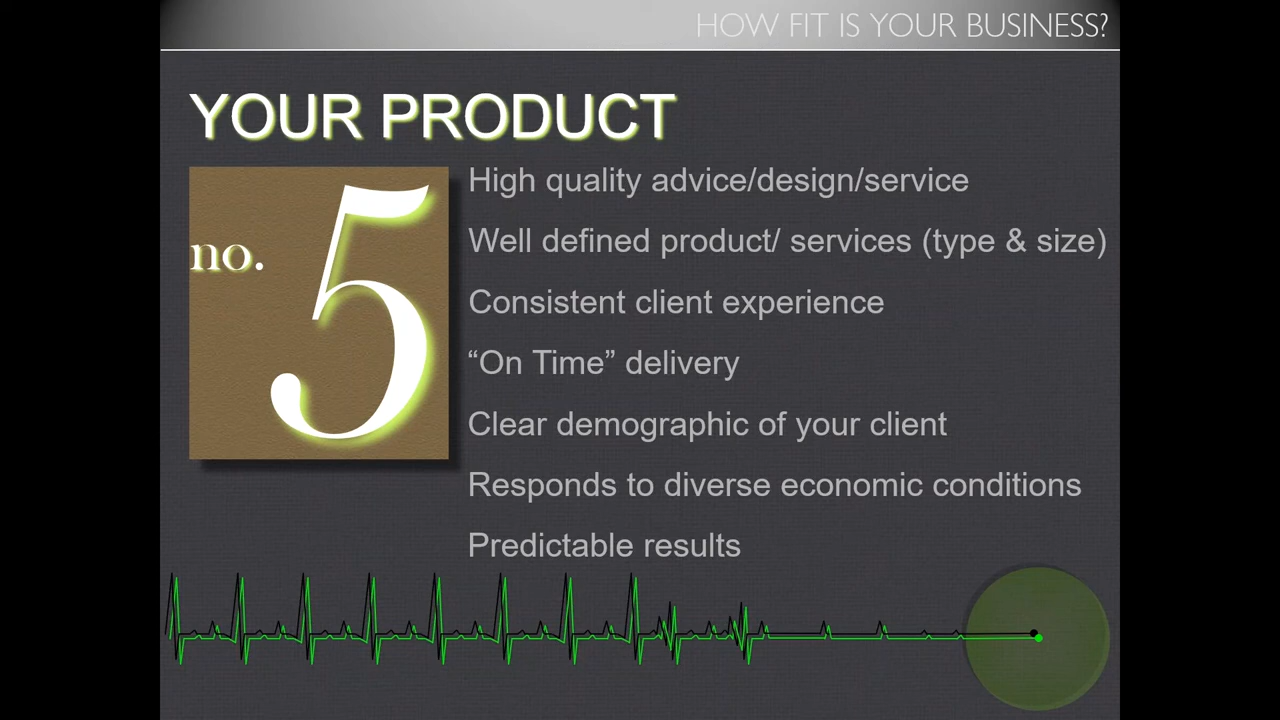 HOW FIT IS YOUR BUSINESS?
YOUR PRODUCT
no. 5
High quality advice/design/service
Well defined product/ services (type & size)
Consistent client experience
“On Time” delivery
Clear demographic of your client
Responds to diverse economic conditions
Predictable results